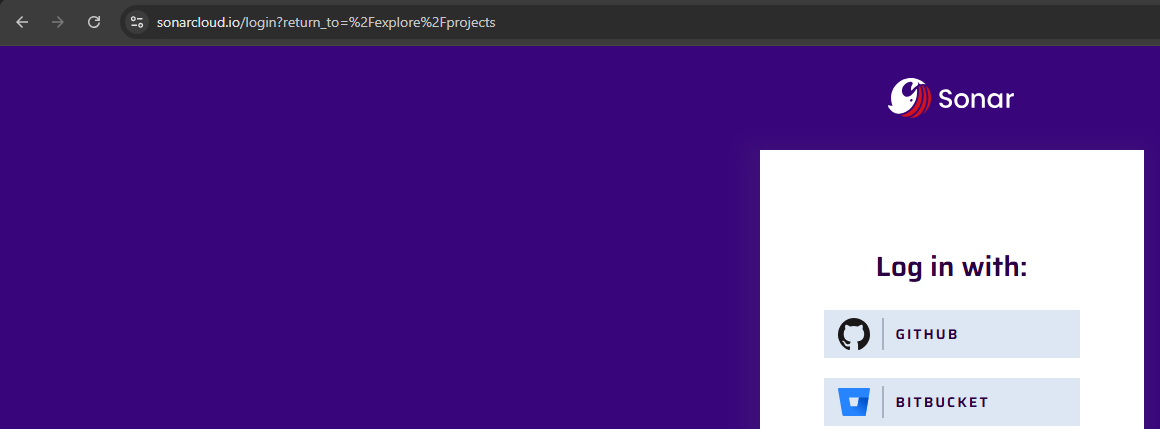 sonarcloud.io/login?return_to=%2Fexplore%2Fprojects
Sonar
Log in with:
GITHUB
BITBUCKET